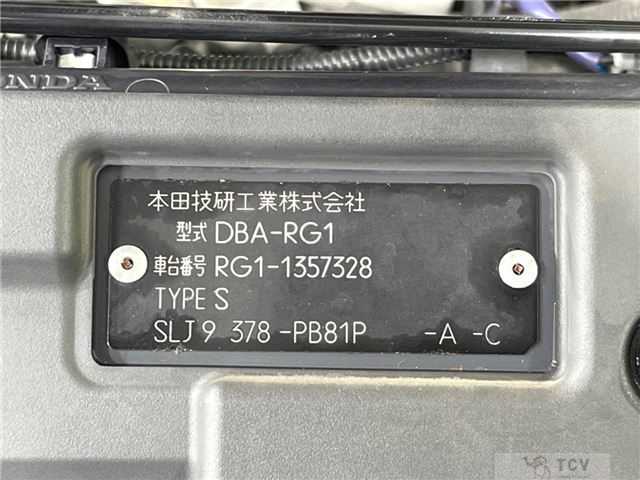 HONDA
本田技研工業株式会社
型式 DBA-RG1
車台番号 RG1-1357328
TYPE S
SLJ9 378-PB81P -A -C
TCV